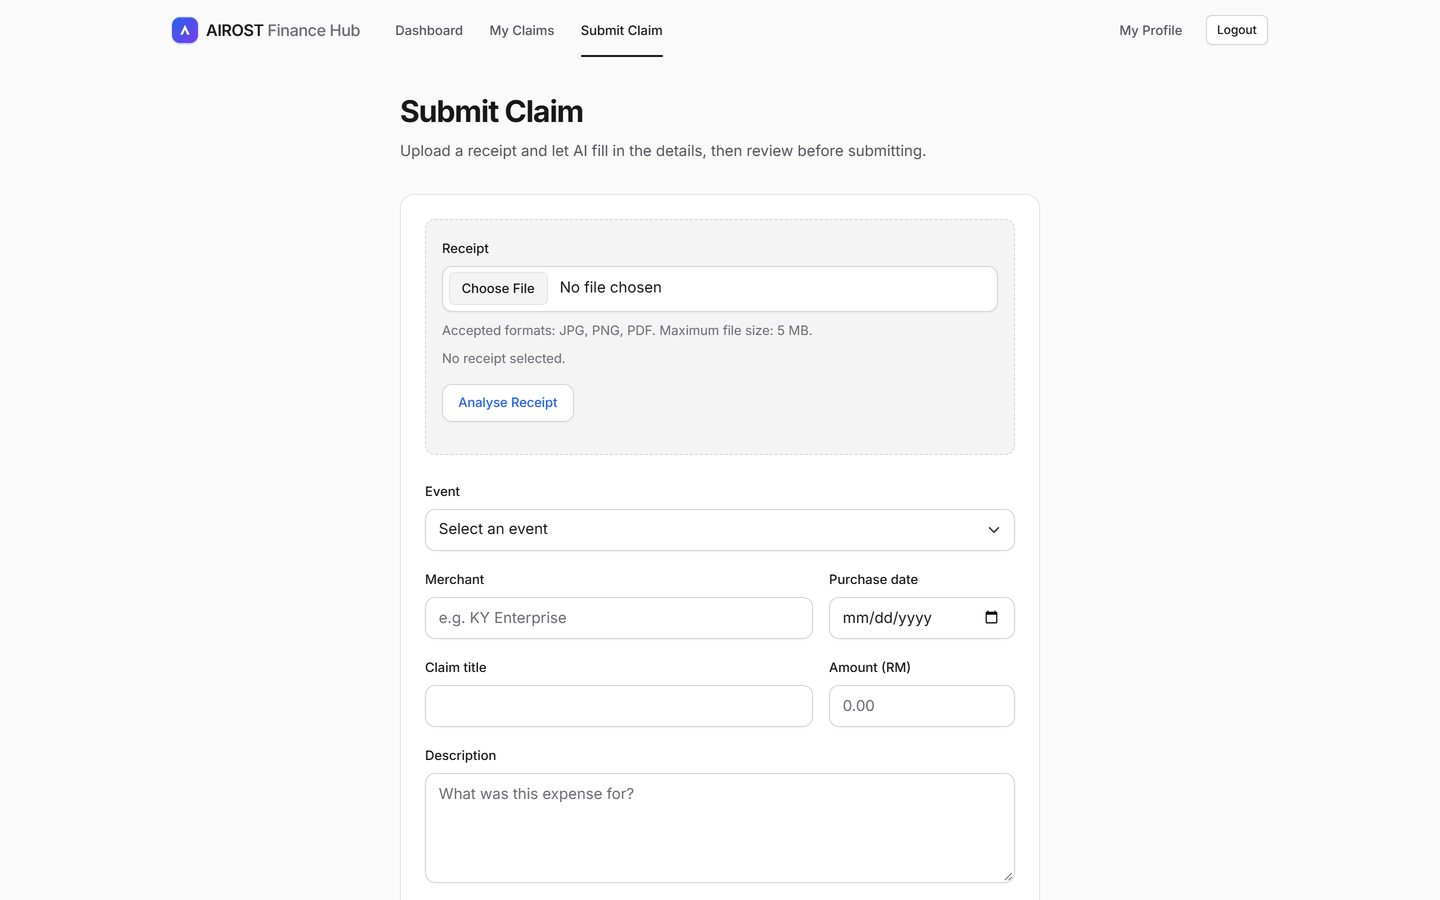 AIROST Finance Hub
Dashboard
My Claims
Submit Claim
My Profile
Logout
Submit Claim
Upload a receipt and let AI fill in the details, then review before submitting.
Receipt
Choose File
No file chosen
Accepted formats: JPG, PNG, PDF. Maximum file size: 5 MB.
No receipt selected.
Analyse Receipt
Event
Select an event
Merchant
Purchase date
e.g. KY Enterprise
mm/dd/yyyy
Claim title
Amount (RM)
0.00
Description
What was this expense for?